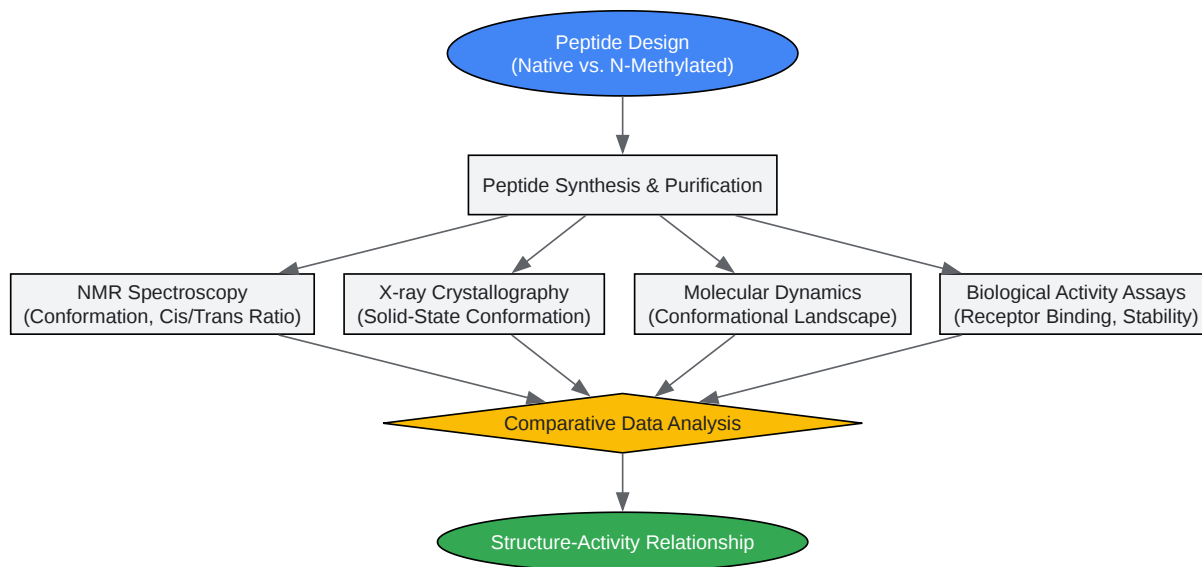 Peptide Design
(Native vs. N-Methylated)
Peptide Synthesis & Purification
NMR Spectroscopy
(Conformation, Cis/Trans Ratio)
X-ray Crystallography
(Solid-State Conformation)
Molecular Dynamics
(Conformational Landscape)
Biological Activity Assays
(Receptor Binding, Stability)
Comparative Data Analysis
Structure-Activity Relationship